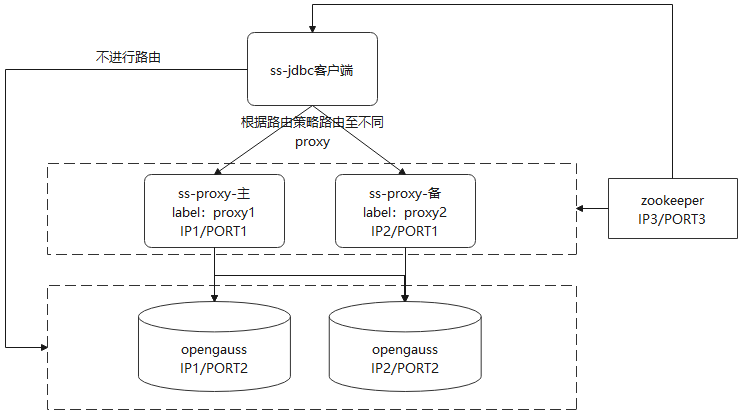 不进行路由
ss-jdbc客户端
根据路由策略路由至不同
proxy
ss-proxy-主
label：proxy1
IP1/PORT1
ss-proxy-备
label：proxy2
IP2/PORT1
zookeeper
IP3/PORT3
opengauss
IP1/PORT2
opengauss
IP2/PORT2